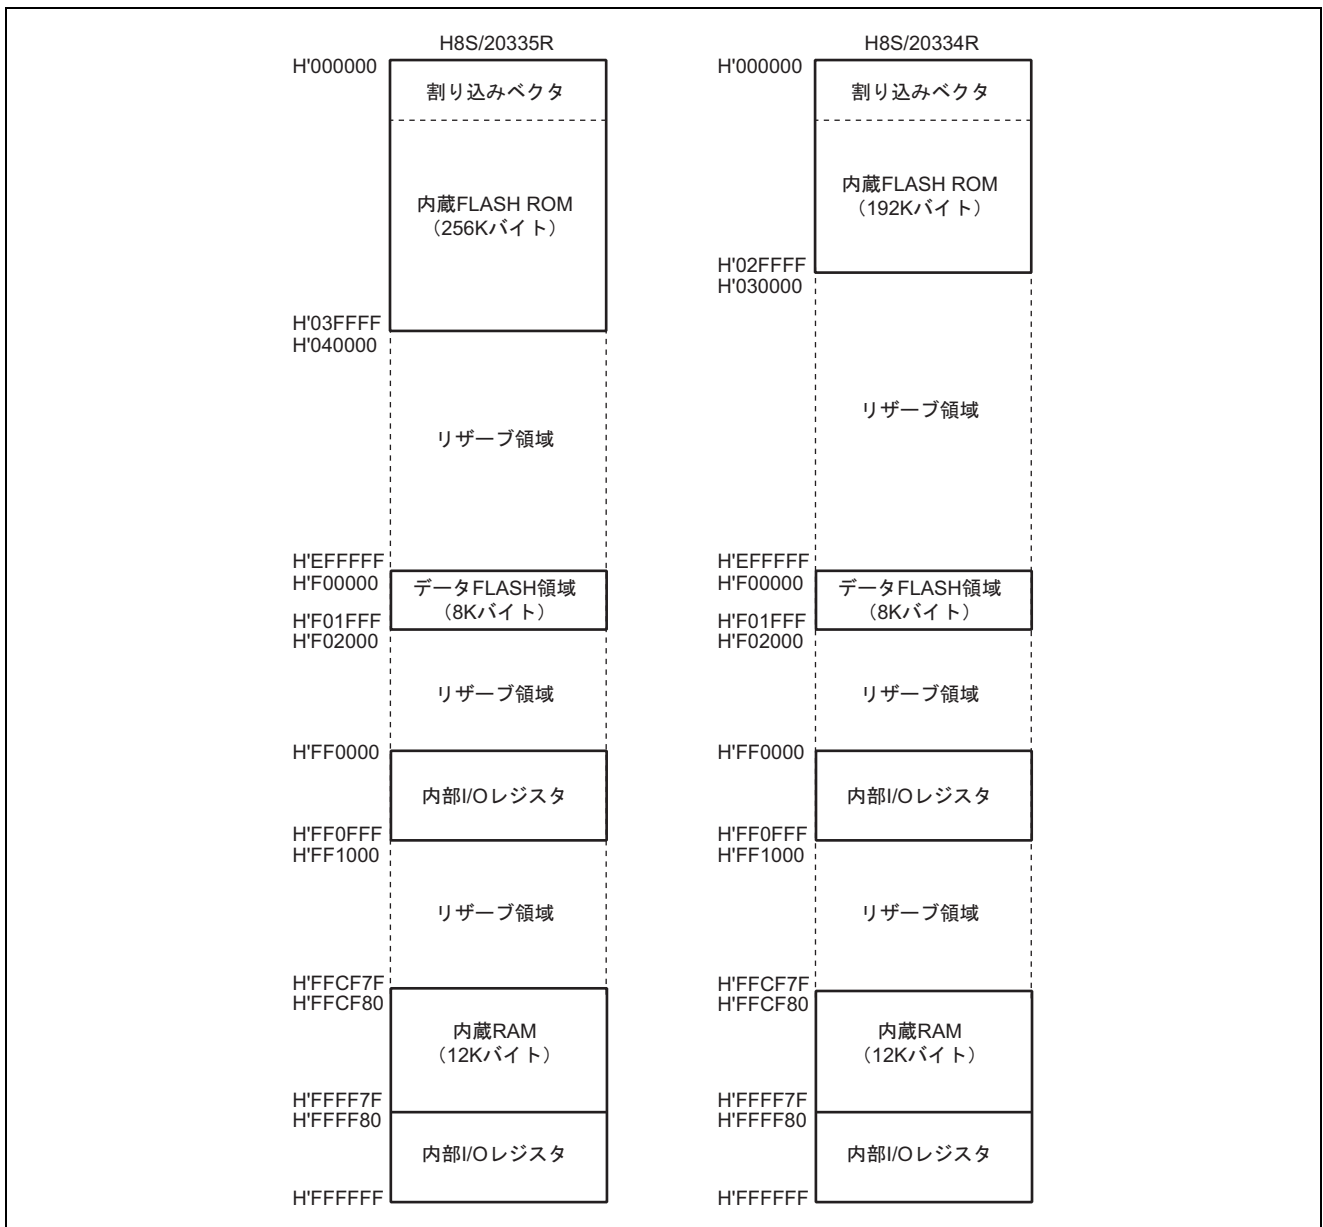 H8S/20335R
H'000000
割り込みベクタ
内蔵FLASH ROM
（256Kバイト）
H'03FFFF
H'040000
リザーブ領域
H'EFFFFF
H'F00000
データFLASH領域
（8Kバイト）
H'F01FFF
H'F02000
リザーブ領域
H'FF0000
内部I/Oレジスタ
H'FF0FFF
H'FF1000
リザーブ領域
H'FFCF7F
H'FFCF80
内蔵RAM
（12Kバイト）
H'FFFF7F
H'FFFF80
内部I/Oレジスタ
H'FFFFFF
H8S/20334R
H'000000
割り込みベクタ
内蔵FLASH ROM
（192Kバイト）
H'02FFFF
H'030000
リザーブ領域
H'EFFFFF
H'F00000
データFLASH領域
（8Kバイト）
H'F01FFF
H'F02000
リザーブ領域
H'FF0000
内部I/Oレジスタ
H'FF0FFF
H'FF1000
リザーブ領域
H'FFCF7F
H'FFCF80
内蔵RAM
（12Kバイト）
H'FFFF7F
H'FFFF80
内部I/Oレジスタ
H'FFFFFF